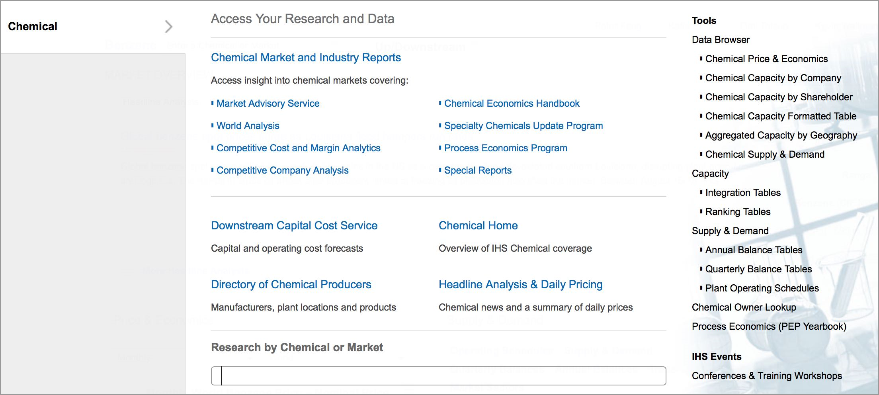 Chemical
Access Your Research and Data
Chemical Market and Industry Reports
Access insight into chemical markets covering:
Market Advisory Service
World Analysis
Competitive Cost and Margin Analytics
Competitive Company Analysis
Chemical Economics Handbook
Specialty Chemicals Update Program
Process Economics Program
Special Reports
Downstream Capital Cost Service
Capital and operating cost forecasts
Chemical Home
Overview of IHS Chemical coverage
Directory of Chemical Producers
Manufacturers, plant locations and products
Headline Analysis & Daily Pricing
Chemical news and a summary of daily prices
Research by Chemical or Market
Tools
Data Browser
Chemical Price & Economics
Chemical Capacity by Company
Chemical Capacity by Shareholder
Chemical Capacity Formatted Table
Aggregated Capacity by Geography
Chemical Supply & Demand
Capacity
Integration Tables
Ranking Tables
Supply & Demand
Annual Balance Tables
Quarterly Balance Tables
Plant Operating Schedules
Chemical Owner Lookup
Process Economics (PEP Yearbook)
IHS Events
Conferences & Training Workshops